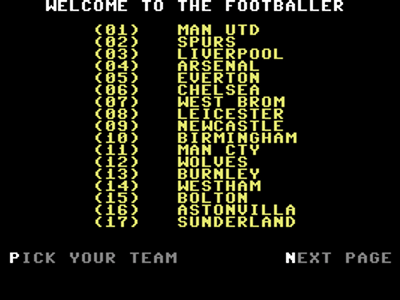 WELCOME TO THE FOOTBALLER
(01) MAN UTD
(02) SPURS
(03) LIVERPOOL
(04) ARSENAL
(05) EVERTON
(06) CHELSEA
(07) WEST BROM
(08) LEICESTER
(09) NEWCASTLE
(10) BIRMINGHAM
(11) MAN CTY
(12) WOLVES
(13) BURNLEY
(14) WESTHAM
(15) BOLTON
(16) ASTONVILLA
(17) SUNDERLAND
PICK YOUR TEAM NEXT PAGE